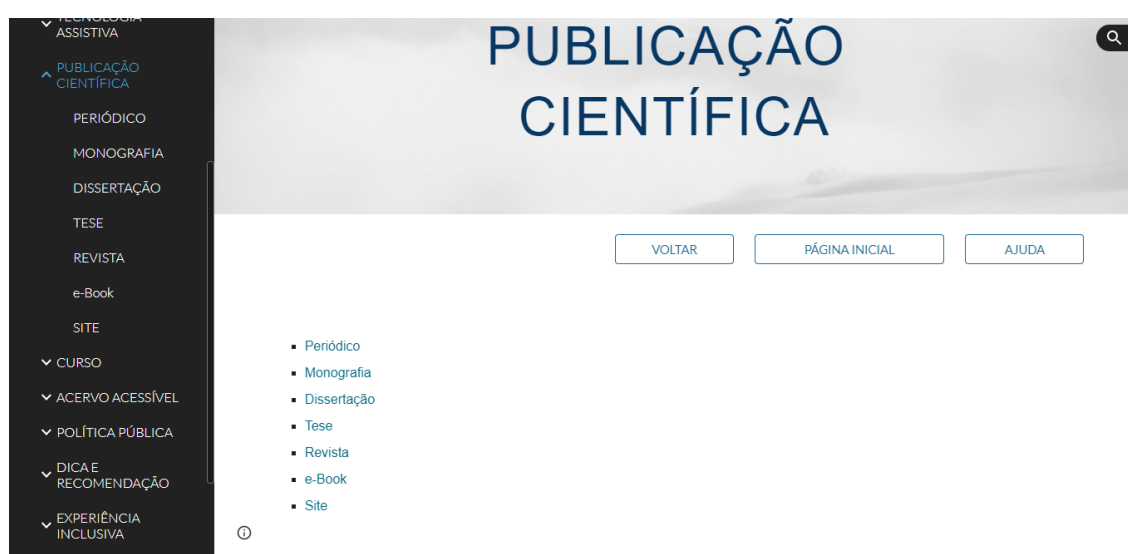 TECNOLOGIA
ASSISTIVA
PUBLICAÇÃO
CIENTÍFICA
PERIÓDICO
MONOGRAFIA
DISSERTAÇÃO
TESE
REVISTA
e-Book
SITE
CURSO
ACERVO ACESSÍVEL
POLÍTICA PÚBLICA
DICA E
RECOMENDAÇÃO
EXPERIÊNCIA
INCLUSIVA
PUBLICAÇÃO
CIENTÍFICA
VOLTAR PÁGINA INICIAL AJUDA
Periódico
Monografia
Dissertação
Tese
Revista
e-Book
Site